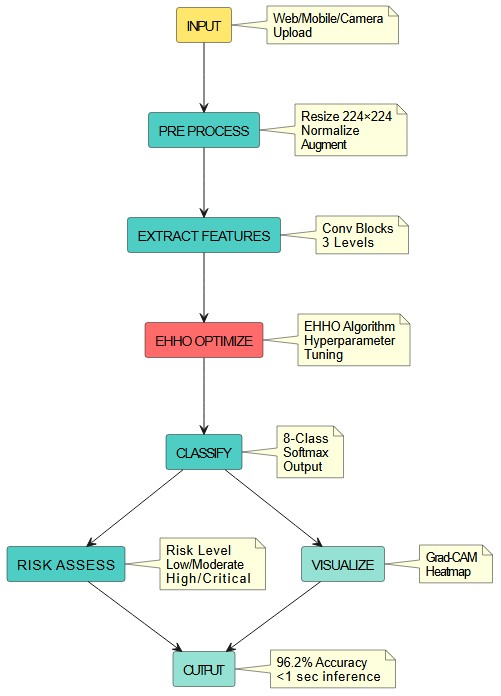 INPUT
Web/Mobile/Camera
Upload
PRE PROCESS
Resize 224×224
Normalize
Augment
EXTRACT FEATURES
Conv Blocks
3 Levels
EHHO OPTIMIZE
EHHO Algorithm
Hyperparameter
Tuning
CLASSIFY
8-Class
Softmax
Output
RISK ASSESS
Risk Level
Low/Moderate
High/Critical
VISUALIZE
Grad-CAM
Heatmap
OUTPUT
96.2% Accuracy
<1 sec inference